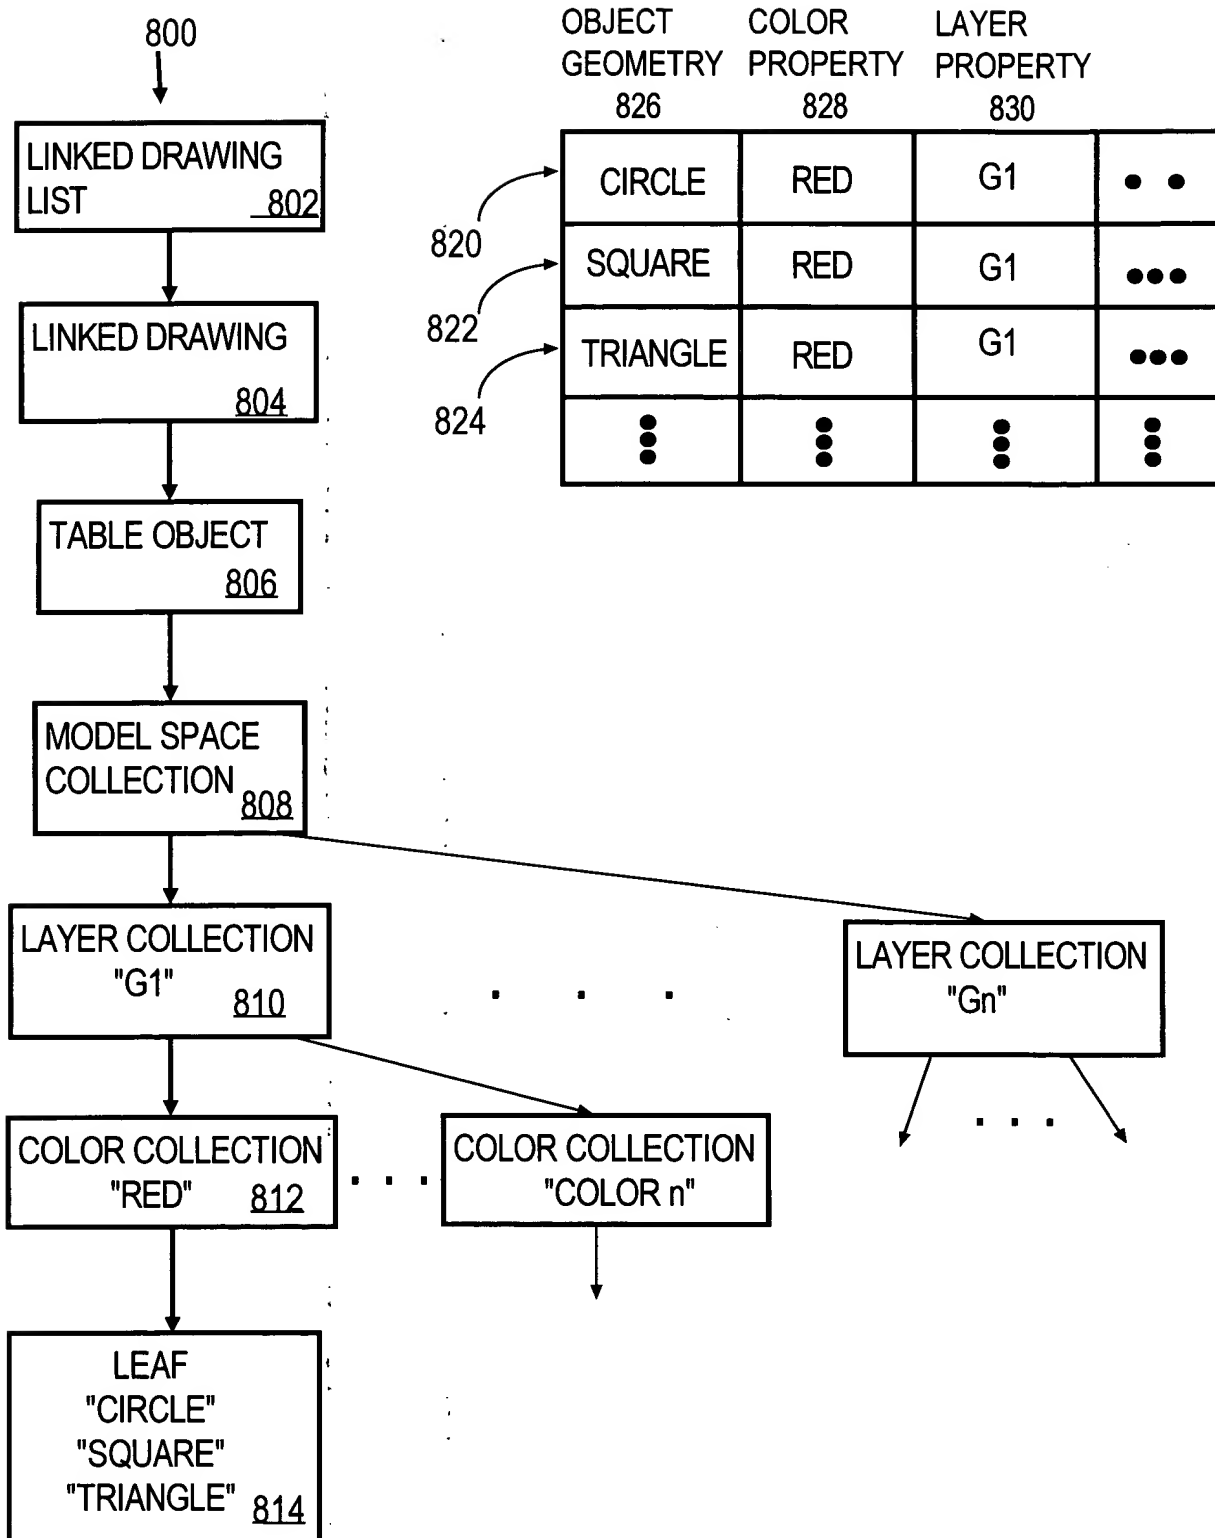 800
OBJECT GEOMETRY 826
COLOR PROPERTY 828
LAYER PROPERTY 830
LINKED DRAWING
LIST 802
820
CIRCLE RED G1
822
SQUARE RED G1
824
TRIANGLE RED G1
LINKED DRAWING
804
TABLE OBJECT
806
MODEL SPACE
COLLECTION 808
LAYER COLLECTION
"G1" 810
LAYER COLLECTION
"Gn"
COLOR COLLECTION
"RED" 812
COLOR COLLECTION
"COLOR n"
LEAF
"CIRCLE"
"SQUARE"
"TRIANGLE" 814